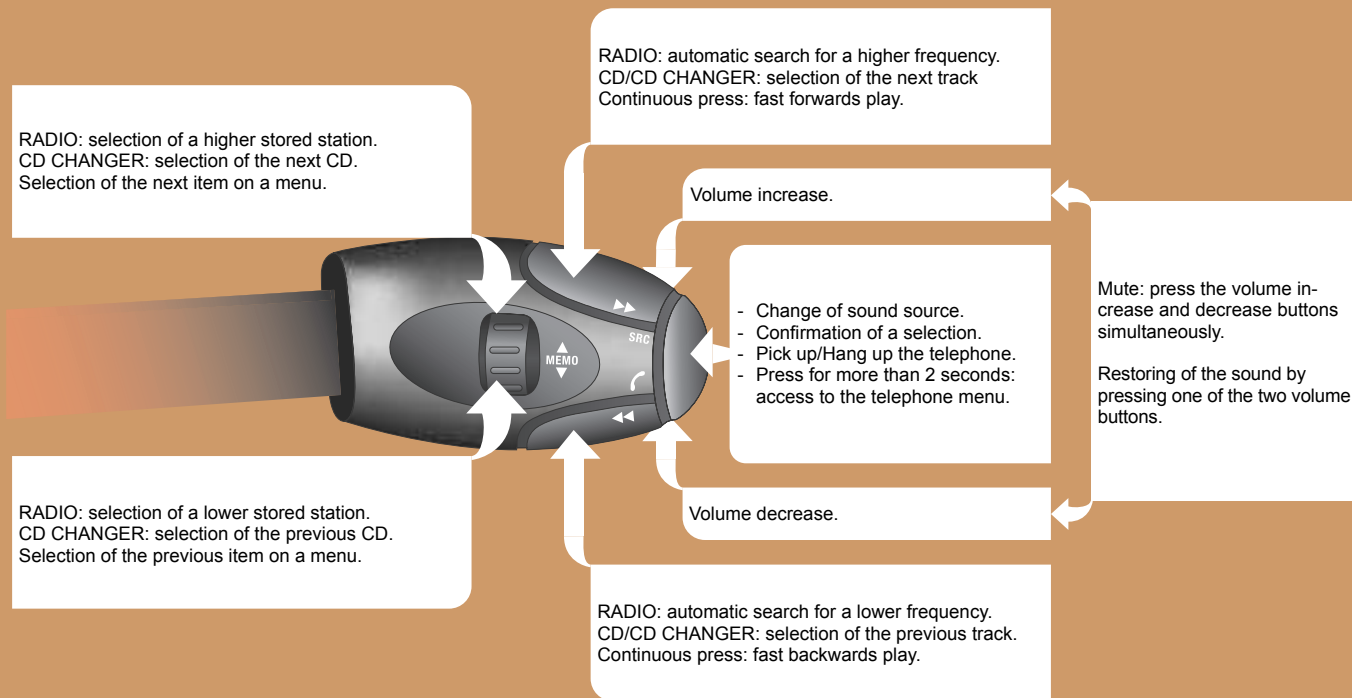 RADIO: automatic search for a higher frequency.
CD/CD CHANGER: selection of the next track
Continuous press: fast forwards play.
RADIO: selection of a higher stored station.
CD CHANGER: selection of the next CD.
Selection of the next item on a menu.
Volume increase.
- Change of sound source.
- Confirmation of a selection.
- Pick up/Hang up the telephone.
- Press for more than 2 seconds:
access to the telephone menu.
Mute: press the volume in-
crease and decrease buttons
simultaneously.
Restoring of the sound by
pressing one of the two volume
buttons.
SRC
MEMO
RADIO: selection of a lower stored station.
CD CHANGER: selection of the previous CD.
Selection of the previous item on a menu.
Volume decrease.
RADIO: automatic search for a lower frequency.
CD/CD CHANGER: selection of the previous track.
Continuous press: fast backwards play.